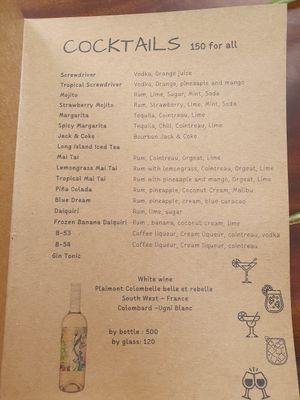 COCKTAILS 150 for all
Screwdriver Vodka, Orange juice
Tropical Screwdriver Vodka, Orange, pineapple and mango
Mojito Rum, Lime, Sugar, Mint, Soda
Strawberry Mojito Rum, Strawberry, Lime, Mint, Soda
Margarita Tequila, Cointreau, Lime
Spicy Margarita Tequila, Chili, Cointreau, Lime
Jack & Coke Bourbon Jack & Coke
Long Island Iced Tea
Mai Tai Rum, Cointreau, Orgeat, Lime
Lemongrass Mai Tai Rum with lemongrass, Cointreau, Orgeat, Lime
Tropical Mai Tai Rum with pineapple and mango, Orgeat, Lime
Piña Colada Rum, pineapple, Coconut Cream, Malibu
Blue Dream Rum, pineapple, cream, blue caracao
Daiquiri Rum, lime, sugar
Frozen Banana Daiquiri Rum, banana, coconut cream, lime
B-53 Coffee liqueur, Cream liqueur, cointreau, vodka
B-54 Coffee liqueur, Cream liqueur, cointreau
Gin Tonic
White wine
Plaimont Colombelle belle et rebelle
South West - France
Colombard -Ugni Blanc
by bottle : 500
by glass: 120